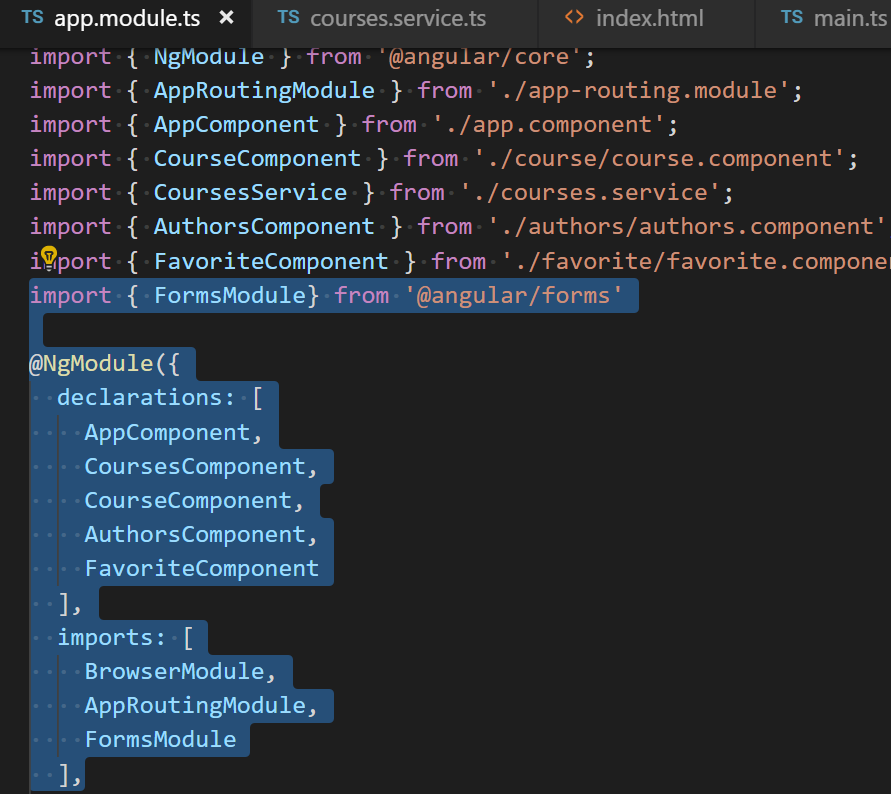 TS app.module.ts × TS courses.service.ts <> index.html TS main.ts
import { NgModule } from '@angular/core';
import { AppRoutingModule } from './app-routing.module';
import { AppComponent } from './app.component';
import { CourseComponent } from './course/course.component';
import { CoursesService } from './courses.service';
import { AuthorsComponent } from './authors/authors.component'
import { FavoriteComponent } from './favorite/favorite.compone
import { FormsModule} from '@angular/forms'
@NgModule({
declarations: [
AppComponent,
CoursesComponent,
CourseComponent,
AuthorsComponent,
FavoriteComponent
],
imports: [
BrowserModule,
AppRoutingModule,
FormsModule
],